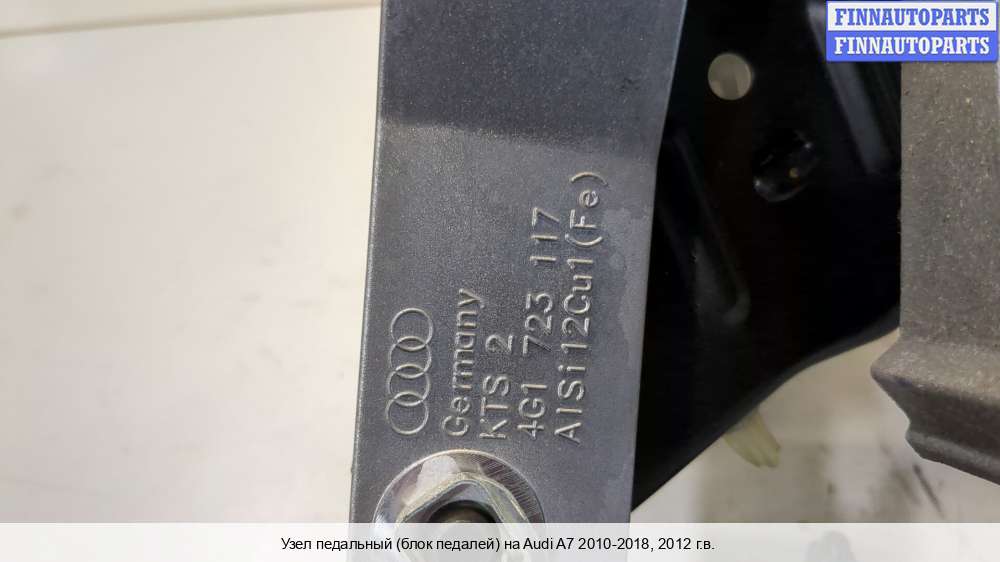 FINNAUTOPARTS
FINNAUTOPARTS
Germany
KTS 2
4G1 723 117
AlSi12Cu1(Fe)
Узел педальный (блок педалей) на Audi A7 2010-2018, 2012 г.в.